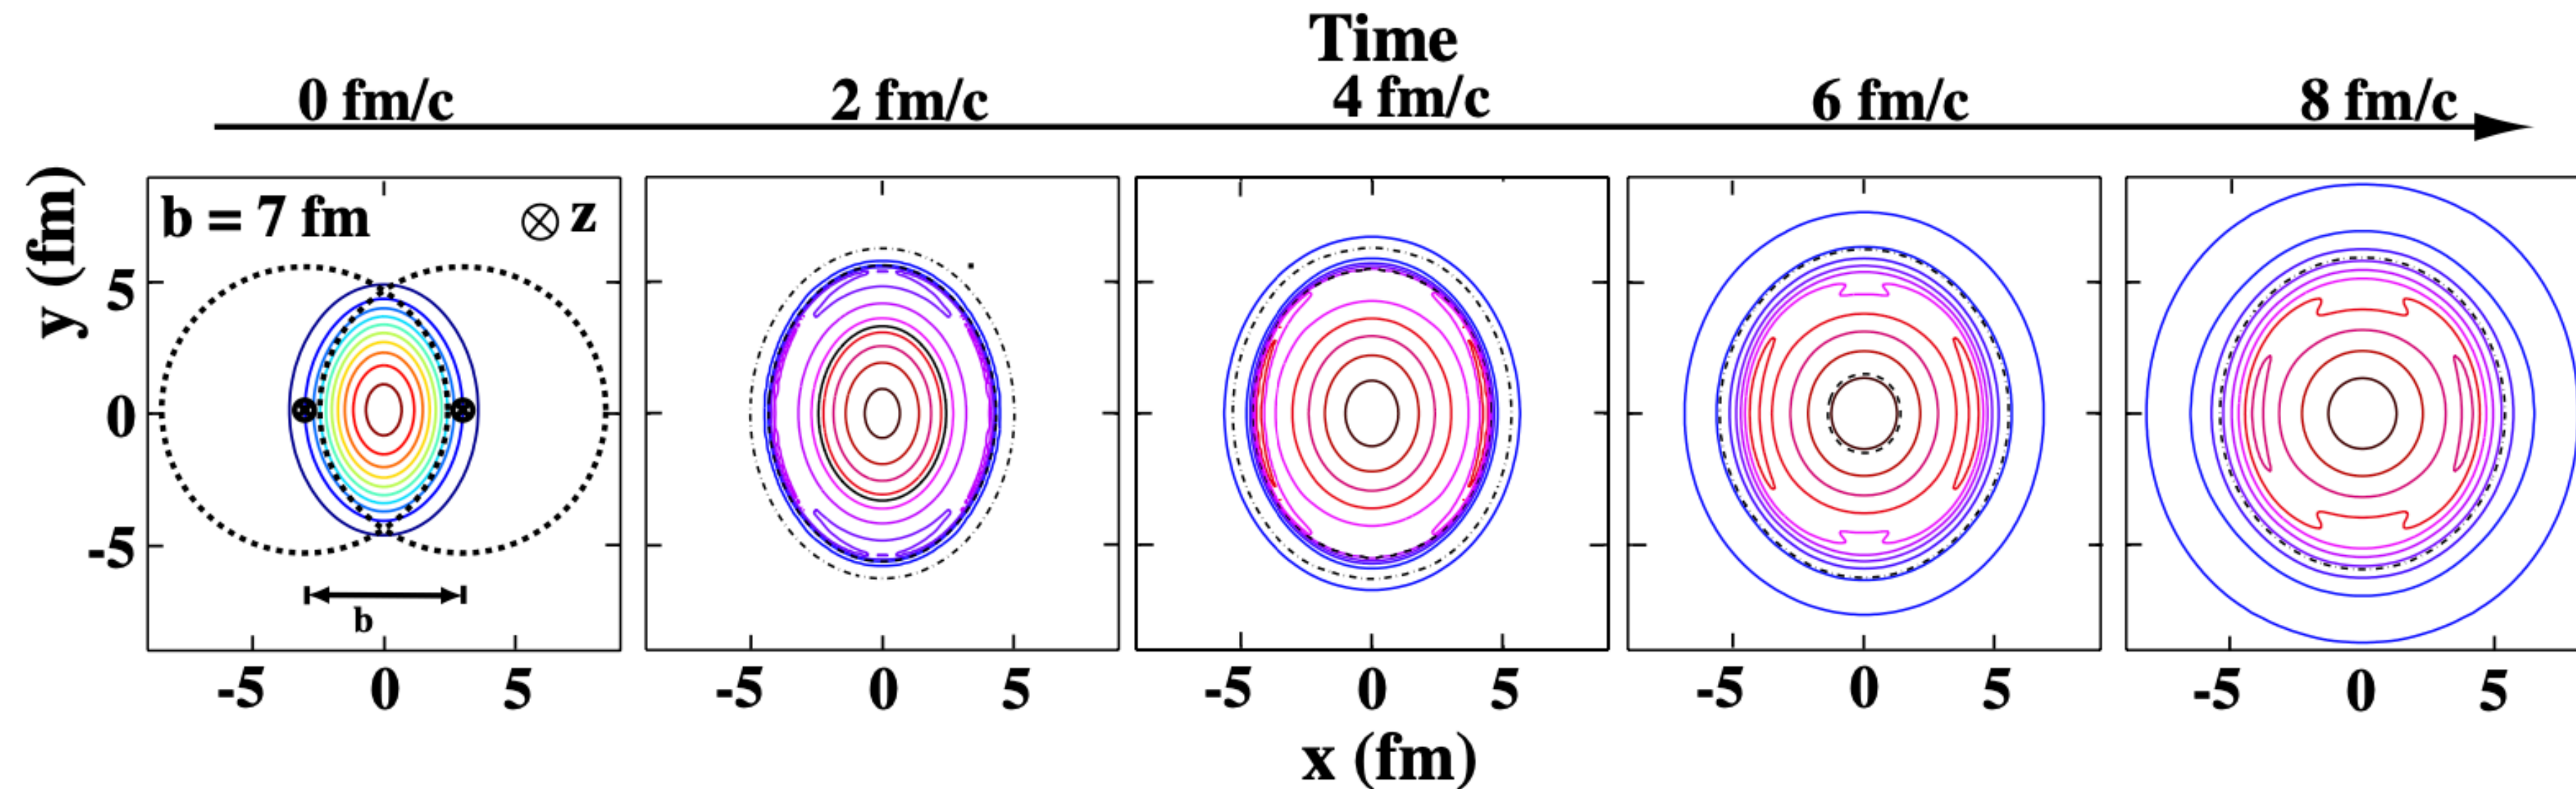 Time
0 fm/c 2 fm/c 4 fm/c 6 fm/c 8 fm/c
b = 7 fm ⊗ z
y (fm)
5
0
-5
b
-5 0 5 -5 0 5 -5 0 5 -5 0 5 -5 0 5
x (fm)